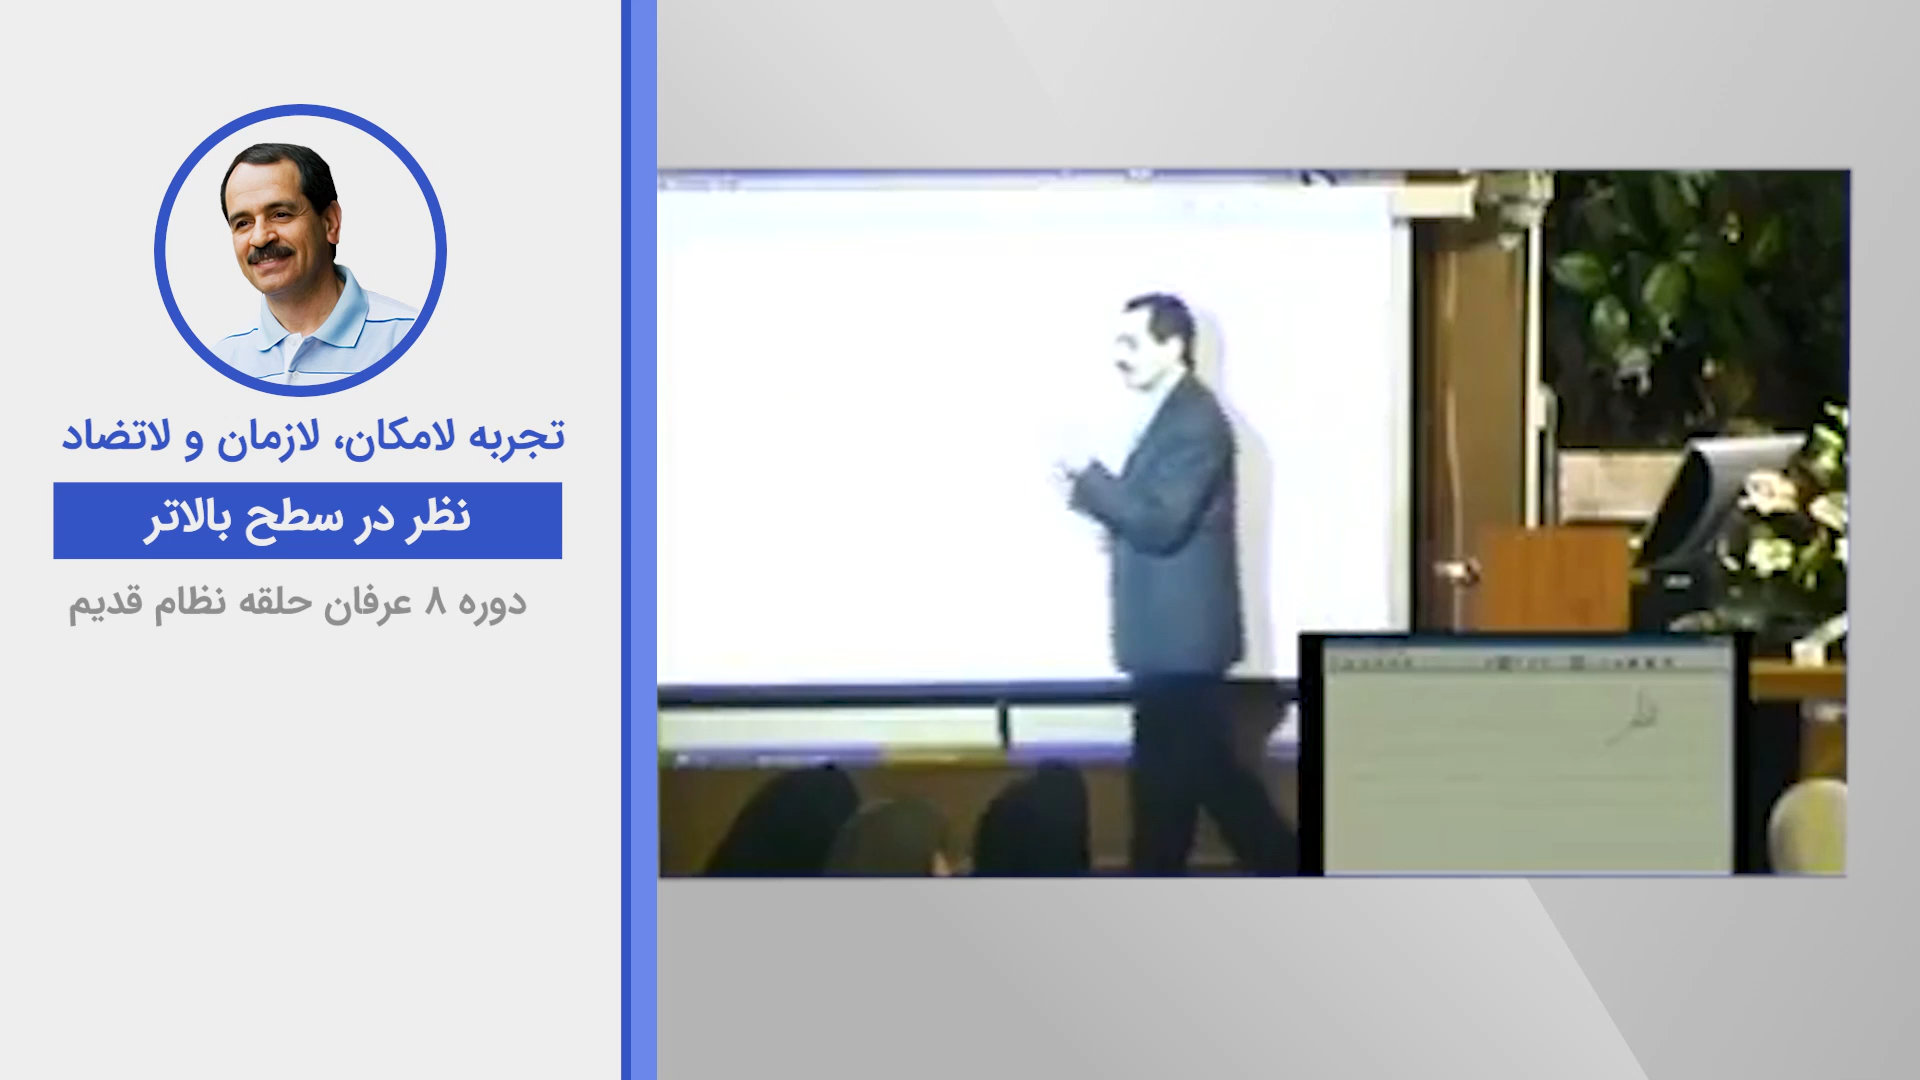 تجربه لامکان، لازمان و لاتضاد
نظر در سطح بالاتر
دوره ۸ عرفان حلقه نظام قدیم